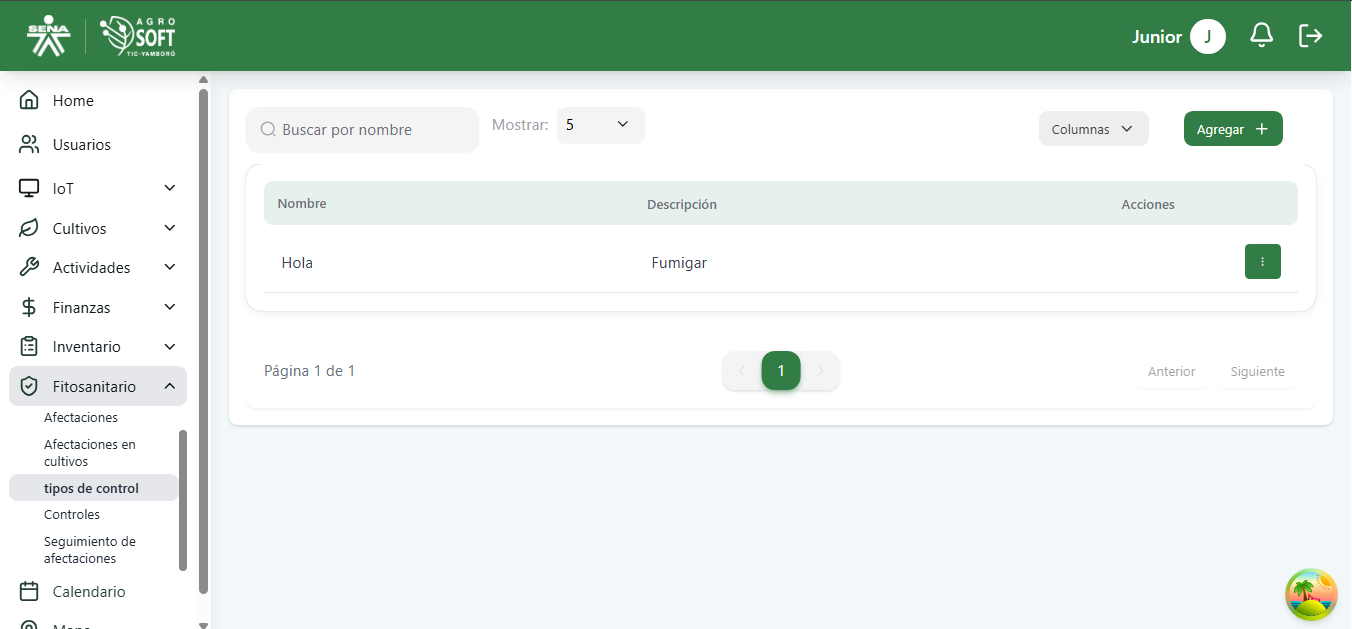 SENA
AGRO
SOFT
TIC-YAMBORÓ
Junior
J
Home
Usuarios
IoT
Cultivos
Actividades
Finanzas
Inventario
Fitosanitario
Afectaciones
Afectaciones en
cultivos
tipos de control
Controles
Seguimiento de
afectaciones
Calendario
Buscar por nombre
Mostrar:
5
Columnas
Agregar
Nombre
Descripción
Acciones
Hola
Fumigar
Página 1 de 1
1
Anterior
Siguiente